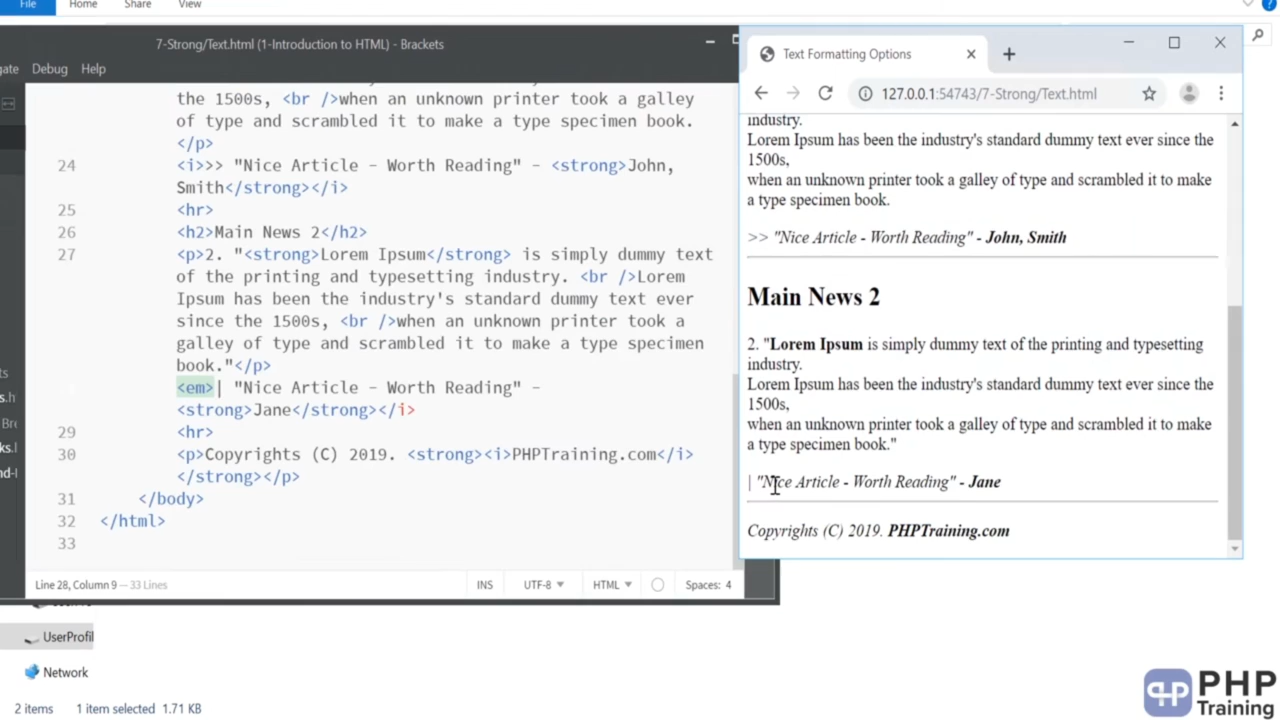 File Home Share View
7-Strong/Text.html (1-Introduction to HTML) - Brackets
gate Debug Help
the 1500s, <br />when an unknown printer took a galley
of type and scrambled it to make a type specimen book.
</p>
24 <i>>> "Nice Article - Worth Reading" - <strong>John,
Smith</strong></i>
25 <hr>
26 <h2>Main News 2</h2>
27 <p>2. "<strong>Lorem Ipsum</strong> is simply dummy text
of the printing and typesetting industry. <br />Lorem
Ipsum has been the industry's standard dummy text ever
since the 1500s, <br />when an unknown printer took a
galley of type and scrambled it to make a type specimen
book."</p>
<em>| "Nice Article - Worth Reading" -
<strong>Jane</strong></i>
29 <hr>
30 <p>Copyrights (C) 2019. <strong><i>PHPTraining.com</i>
</strong></p>
31 </body>
32 </html>
33
Line 28, Column 9 — 33 Lines
INS UTF-8 HTML Spaces: 4
Text Formatting Options
127.0.0.1:54743/7-Strong/Text.html
industry.
Lorem Ipsum has been the industry's standard dummy text ever since the
1500s,
when an unknown printer took a galley of type and scrambled it to make
a type specimen book.
>> "Nice Article - Worth Reading" - John, Smith
Main News 2
2. "Lorem Ipsum is simply dummy text of the printing and typesetting
industry.
Lorem Ipsum has been the industry's standard dummy text ever since the
1500s,
when an unknown printer took a galley of type and scrambled it to make
a type specimen book."
| "Nice Article - Worth Reading" - Jane
Copyrights (C) 2019. PHPTraining.com
UserProfil
Network
2 items 1 item selected 1.71 KB
PHP
Training